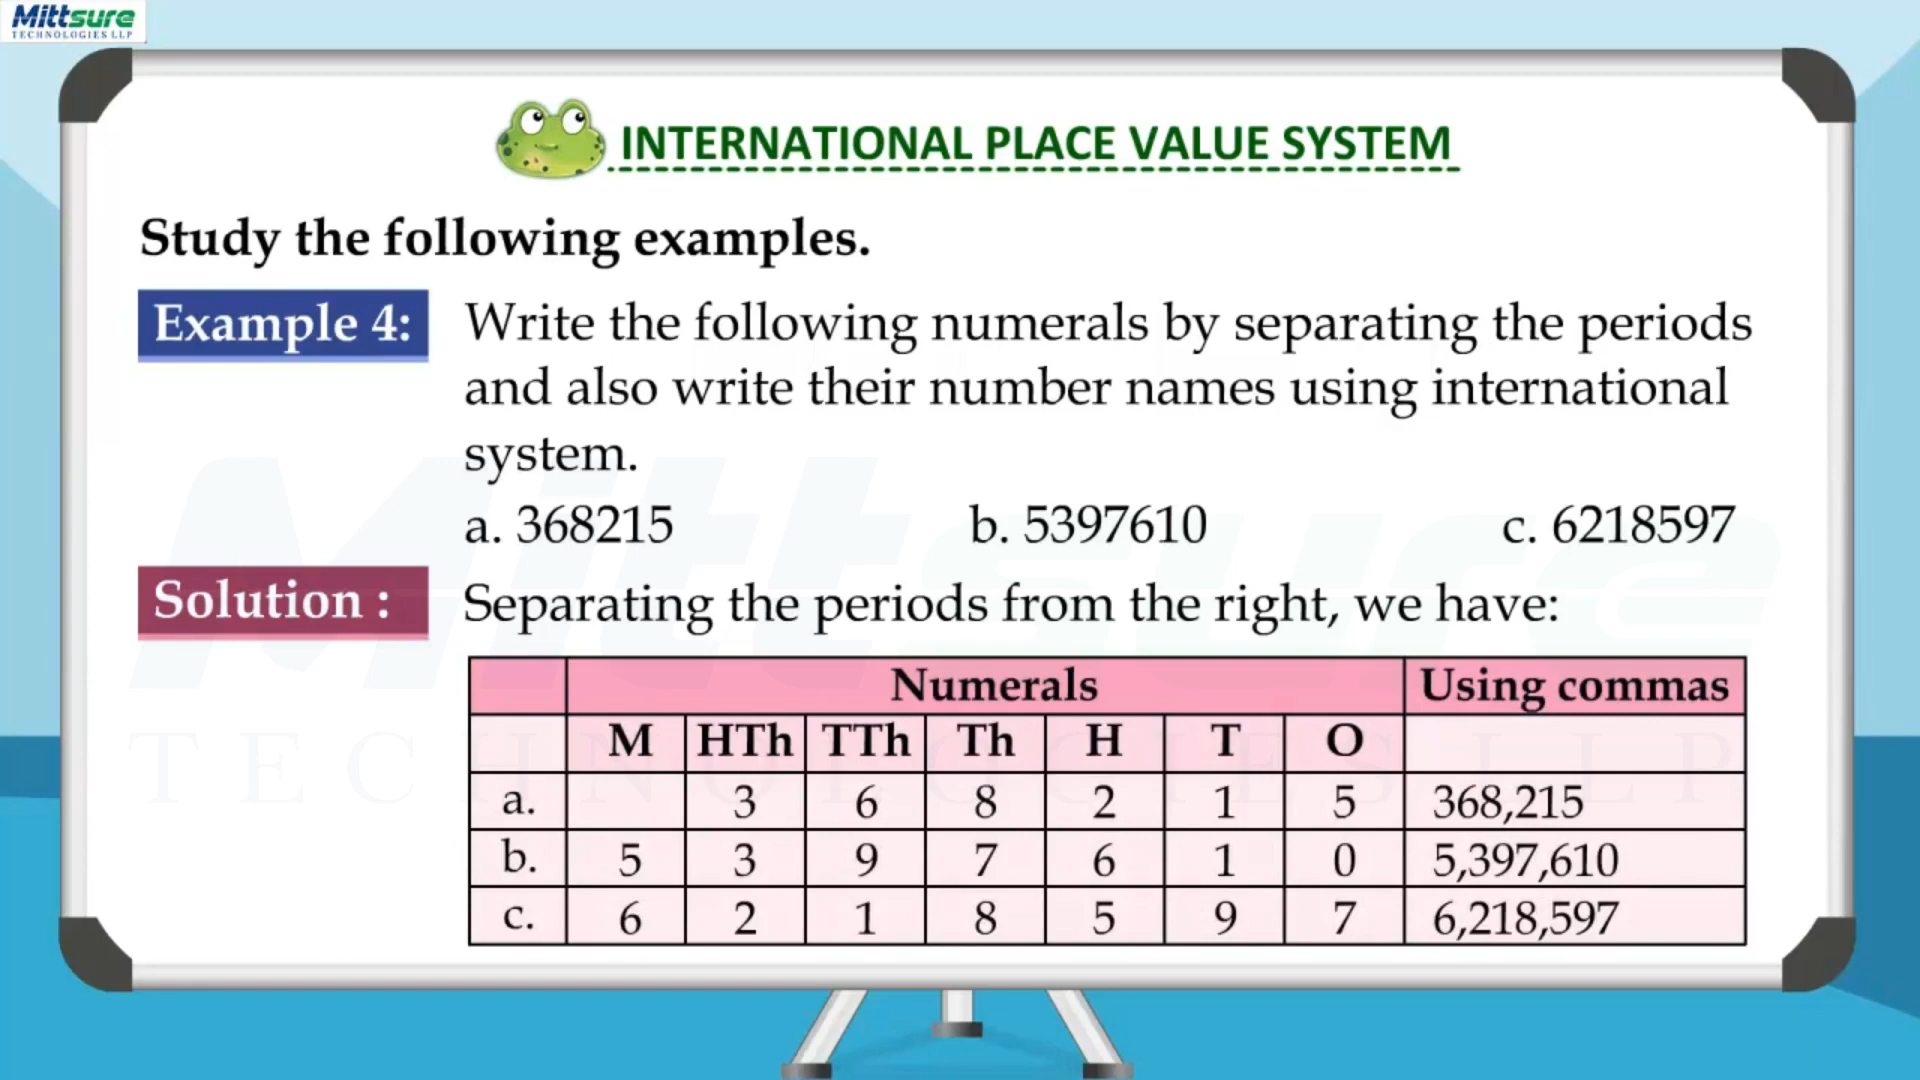 Mittsure
TECHNOLOGIES LLP
INTERNATIONAL PLACE VALUE SYSTEM
Study the following examples.
Example 4: Write the following numerals by separating the periods
and also write their number names using international
system.
a. 368215 b. 5397610 c. 6218597
Solution : Separating the periods from the right, we have:
Numerals Using commas
M HTh TTh Th H T O
a. 3 6 8 2 1 5 368,215
b. 5 3 9 7 6 1 0 5,397,610
c. 6 2 1 8 5 9 7 6,218,597
Mittsure
TECHNOLOGIES LLP